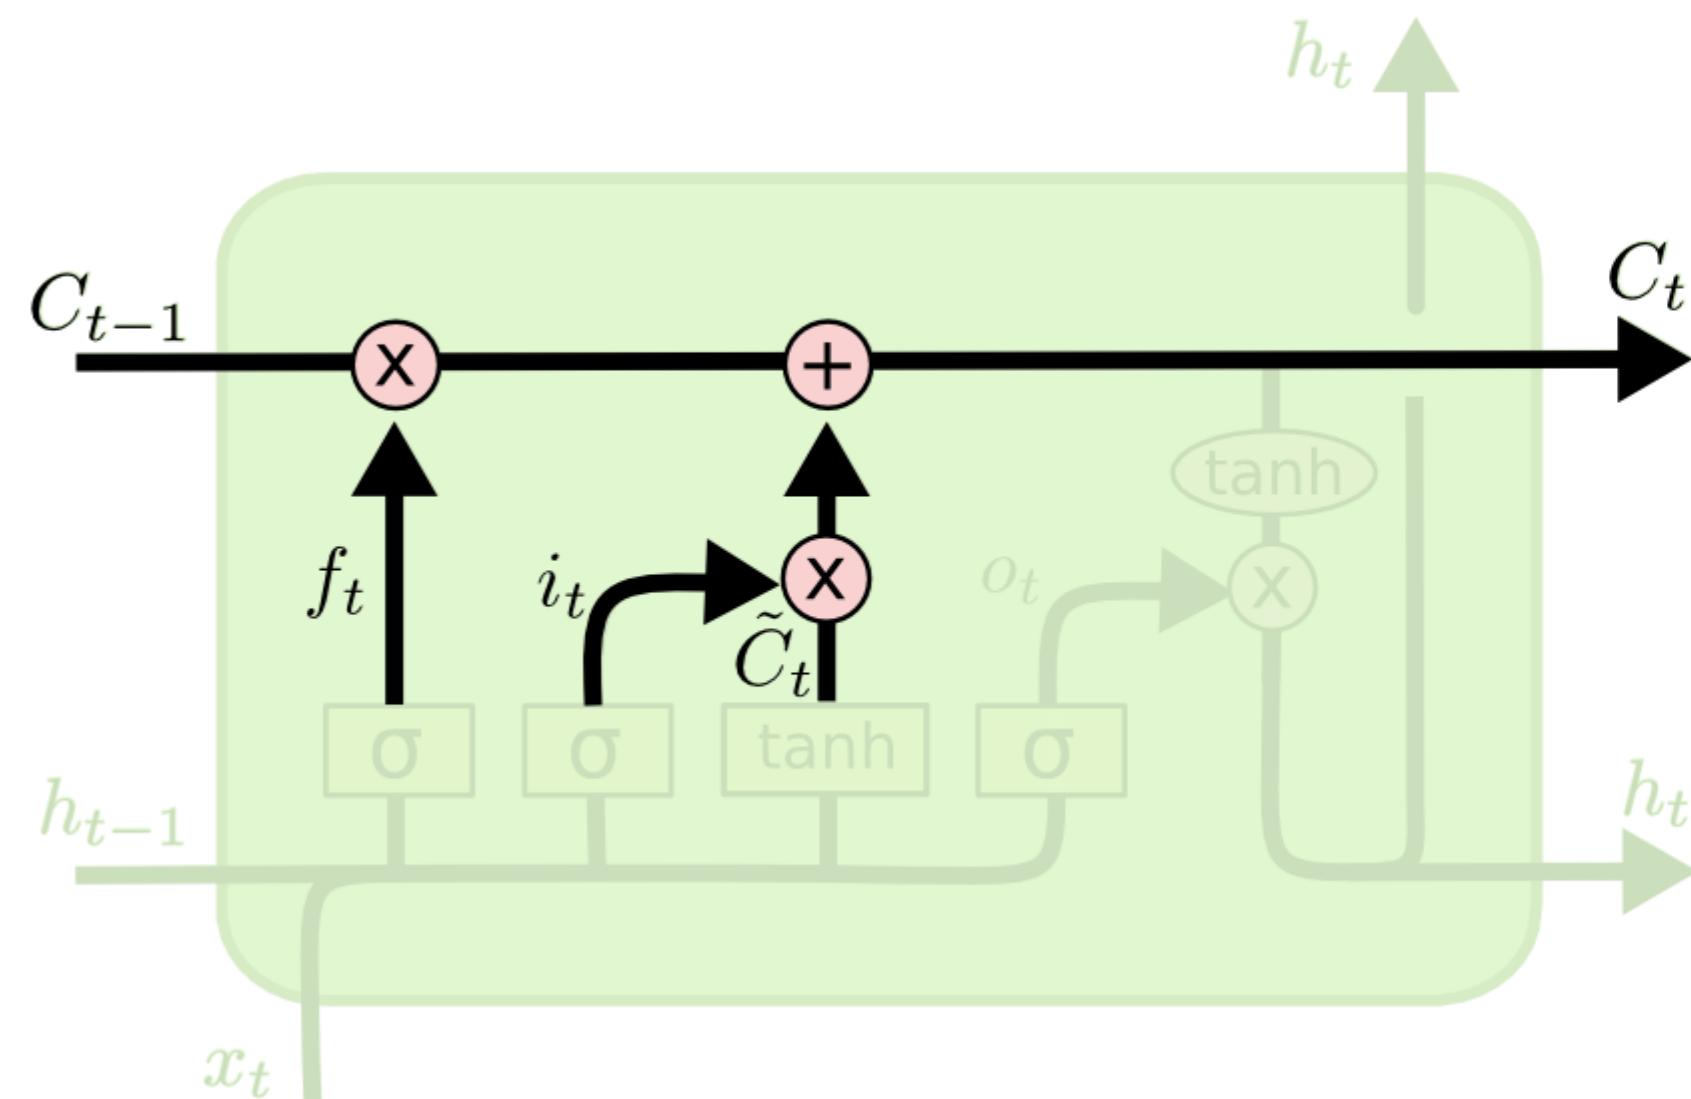 h_t
C_{t-1}
C_t
x
+
tanh
f_t
i_t
x
o_t
x
C̃_t
σ
σ
tanh
σ
h_{t-1}
h_t
x_t